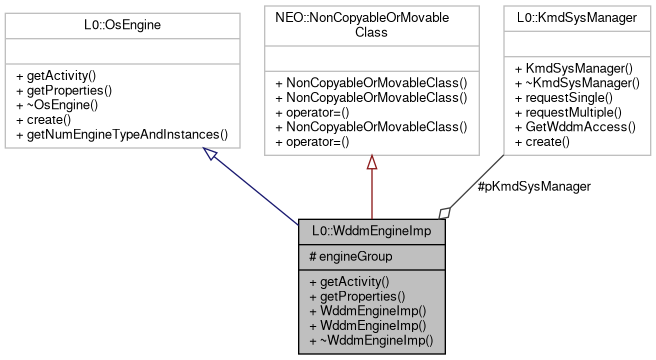 L0::OsEngine
+ getActivity()
+ getProperties()
+ ~OsEngine()
+ create()
+ getNumEngineTypeAndInstances()
NEO::NonCopyableOrMovable
Class
+ NonCopyableOrMovableClass()
+ NonCopyableOrMovableClass()
+ operator=()
+ NonCopyableOrMovableClass()
+ operator=()
L0::KmdSysManager
+ KmdSysManager()
+ ~KmdSysManager()
+ requestSingle()
+ requestMultiple()
+ GetWddmAccess()
+ create()
#pKmdSysManager
L0::WddmEngineImp
# engineGroup
+ getActivity()
+ getProperties()
+ WddmEngineImp()
+ WddmEngineImp()
+ ~WddmEngineImp()